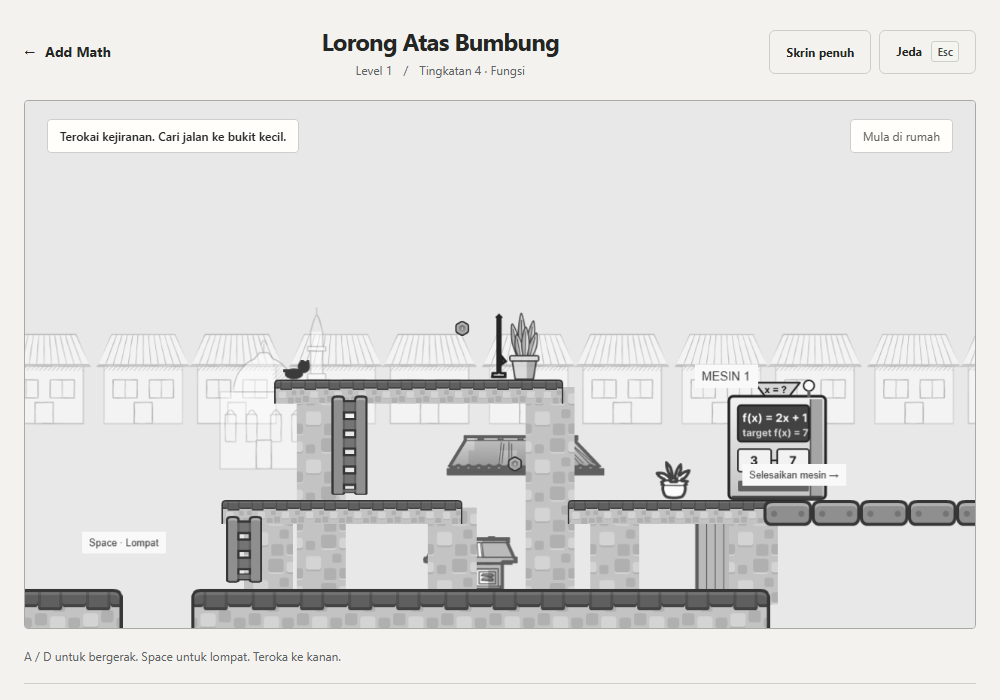 ← Add Math
Lorong Atas Bumbung
Level 1 / Tingkatan 4 · Fungsi
Skrin penuh
Jeda Esc
Terokai kejiranan. Cari jalan ke bukit kecil.
Mula di rumah
MESIN 1
x = ?
f(x) = 2x + 1
target f(x) = 7
3 7
Selesaikan mesin →
Space · Lompat
A / D untuk bergerak. Space untuk lompat. Teroka ke kanan.